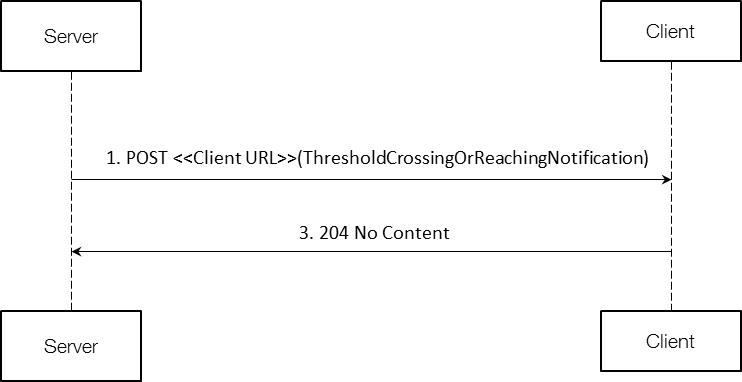 Server
Client
1. POST <<Client URL>>(ThresholdCrossingOrReachingNotification)
3. 204 No Content
Server
Client